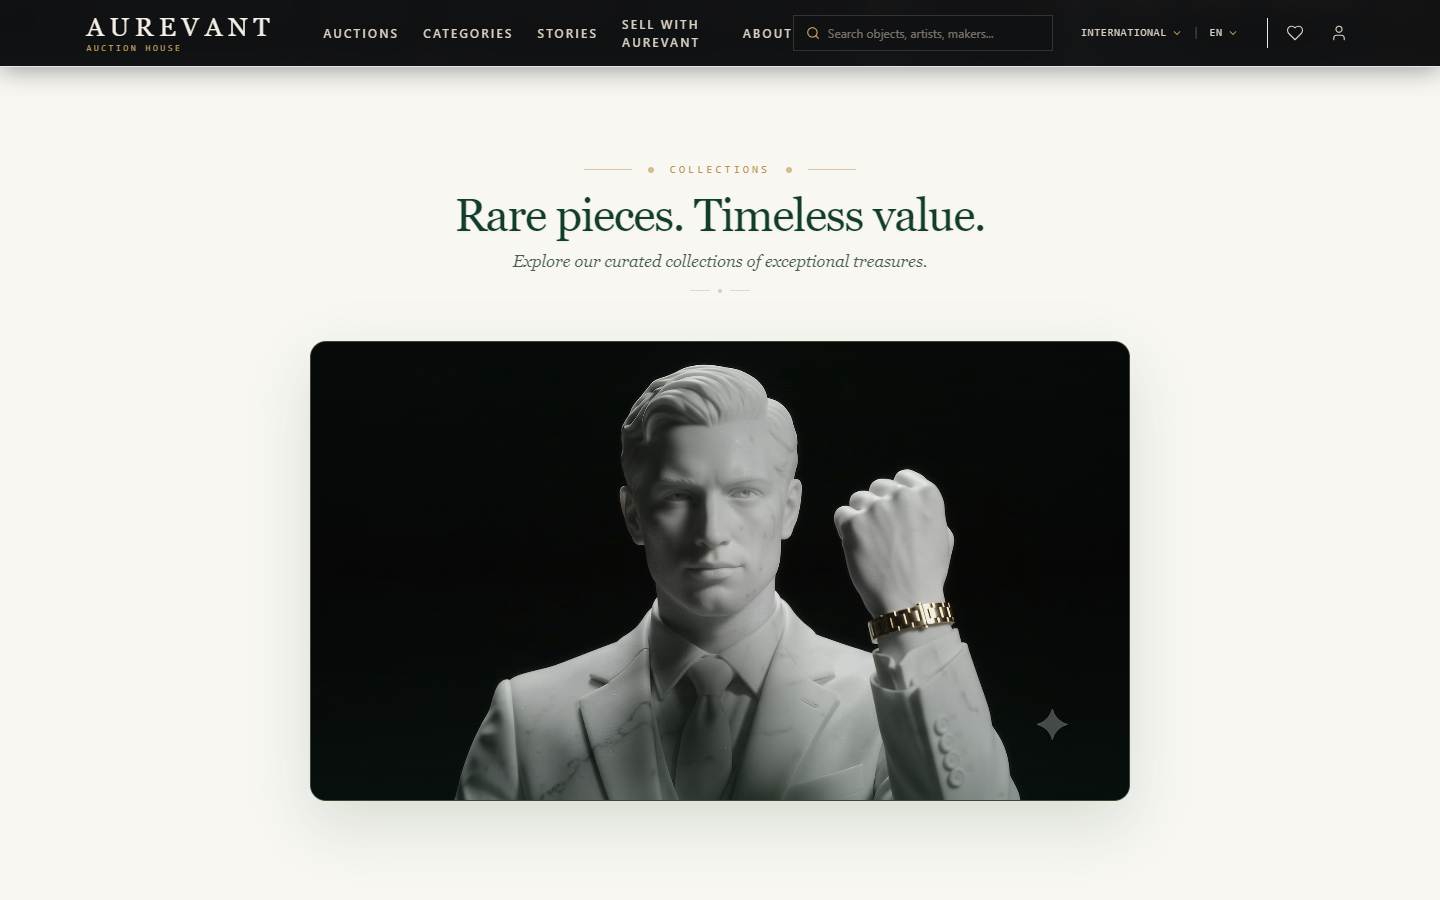 AUREVANT
AUCTION HOUSE
AUCTIONS
CATEGORIES
STORIES
SELL WITH
AUREVANT
ABOUT
Search objects, artists, makers...
INTERNATIONAL
EN
COLLECTIONS
Rare pieces. Timeless value.
Explore our curated collections of exceptional treasures.